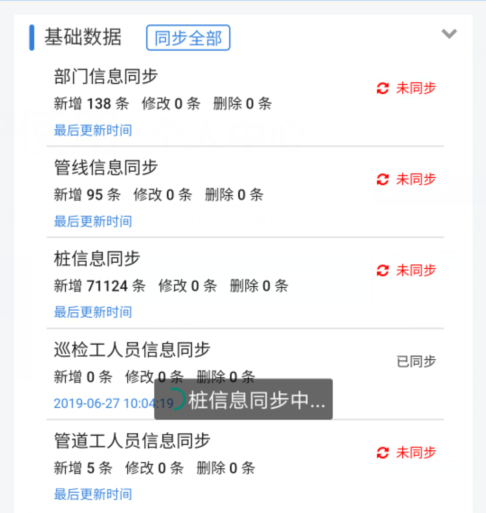 基础数据 同步全部
部门信息同步
新增 138 条 修改 0 条 删除 0 条
未同步
最后更新时间
管线信息同步
新增 95 条 修改 0 条 删除 0 条
未同步
最后更新时间
桩信息同步
新增 71124 条 修改 0 条 删除 0 条
未同步
最后更新时间
巡检工人员信息同步
新增 0 条 修改 0 条 删除 0 条
已同步
2019-06-27 10:04:19
桩信息同步中...
管道工人员信息同步
新增 5 条 修改 0 条 删除 0 条
未同步
最后更新时间